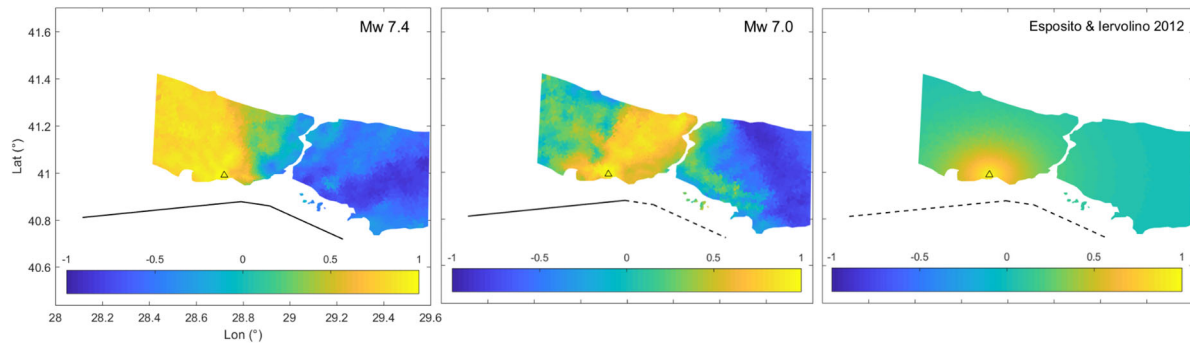 Mw 7.4
Mw 7.0
Esposito & Iervolino 2012
41.6
41.4
41.2
41
40.8
40.6
Lat (°)
-1 -0.5 0 0.5 1
-1 -0.5 0 0.5 1
-1 -0.5 0 0.5 1
28 28.2 28.4 28.6 28.8 29 29.2 29.4 29.6
Lon (°)